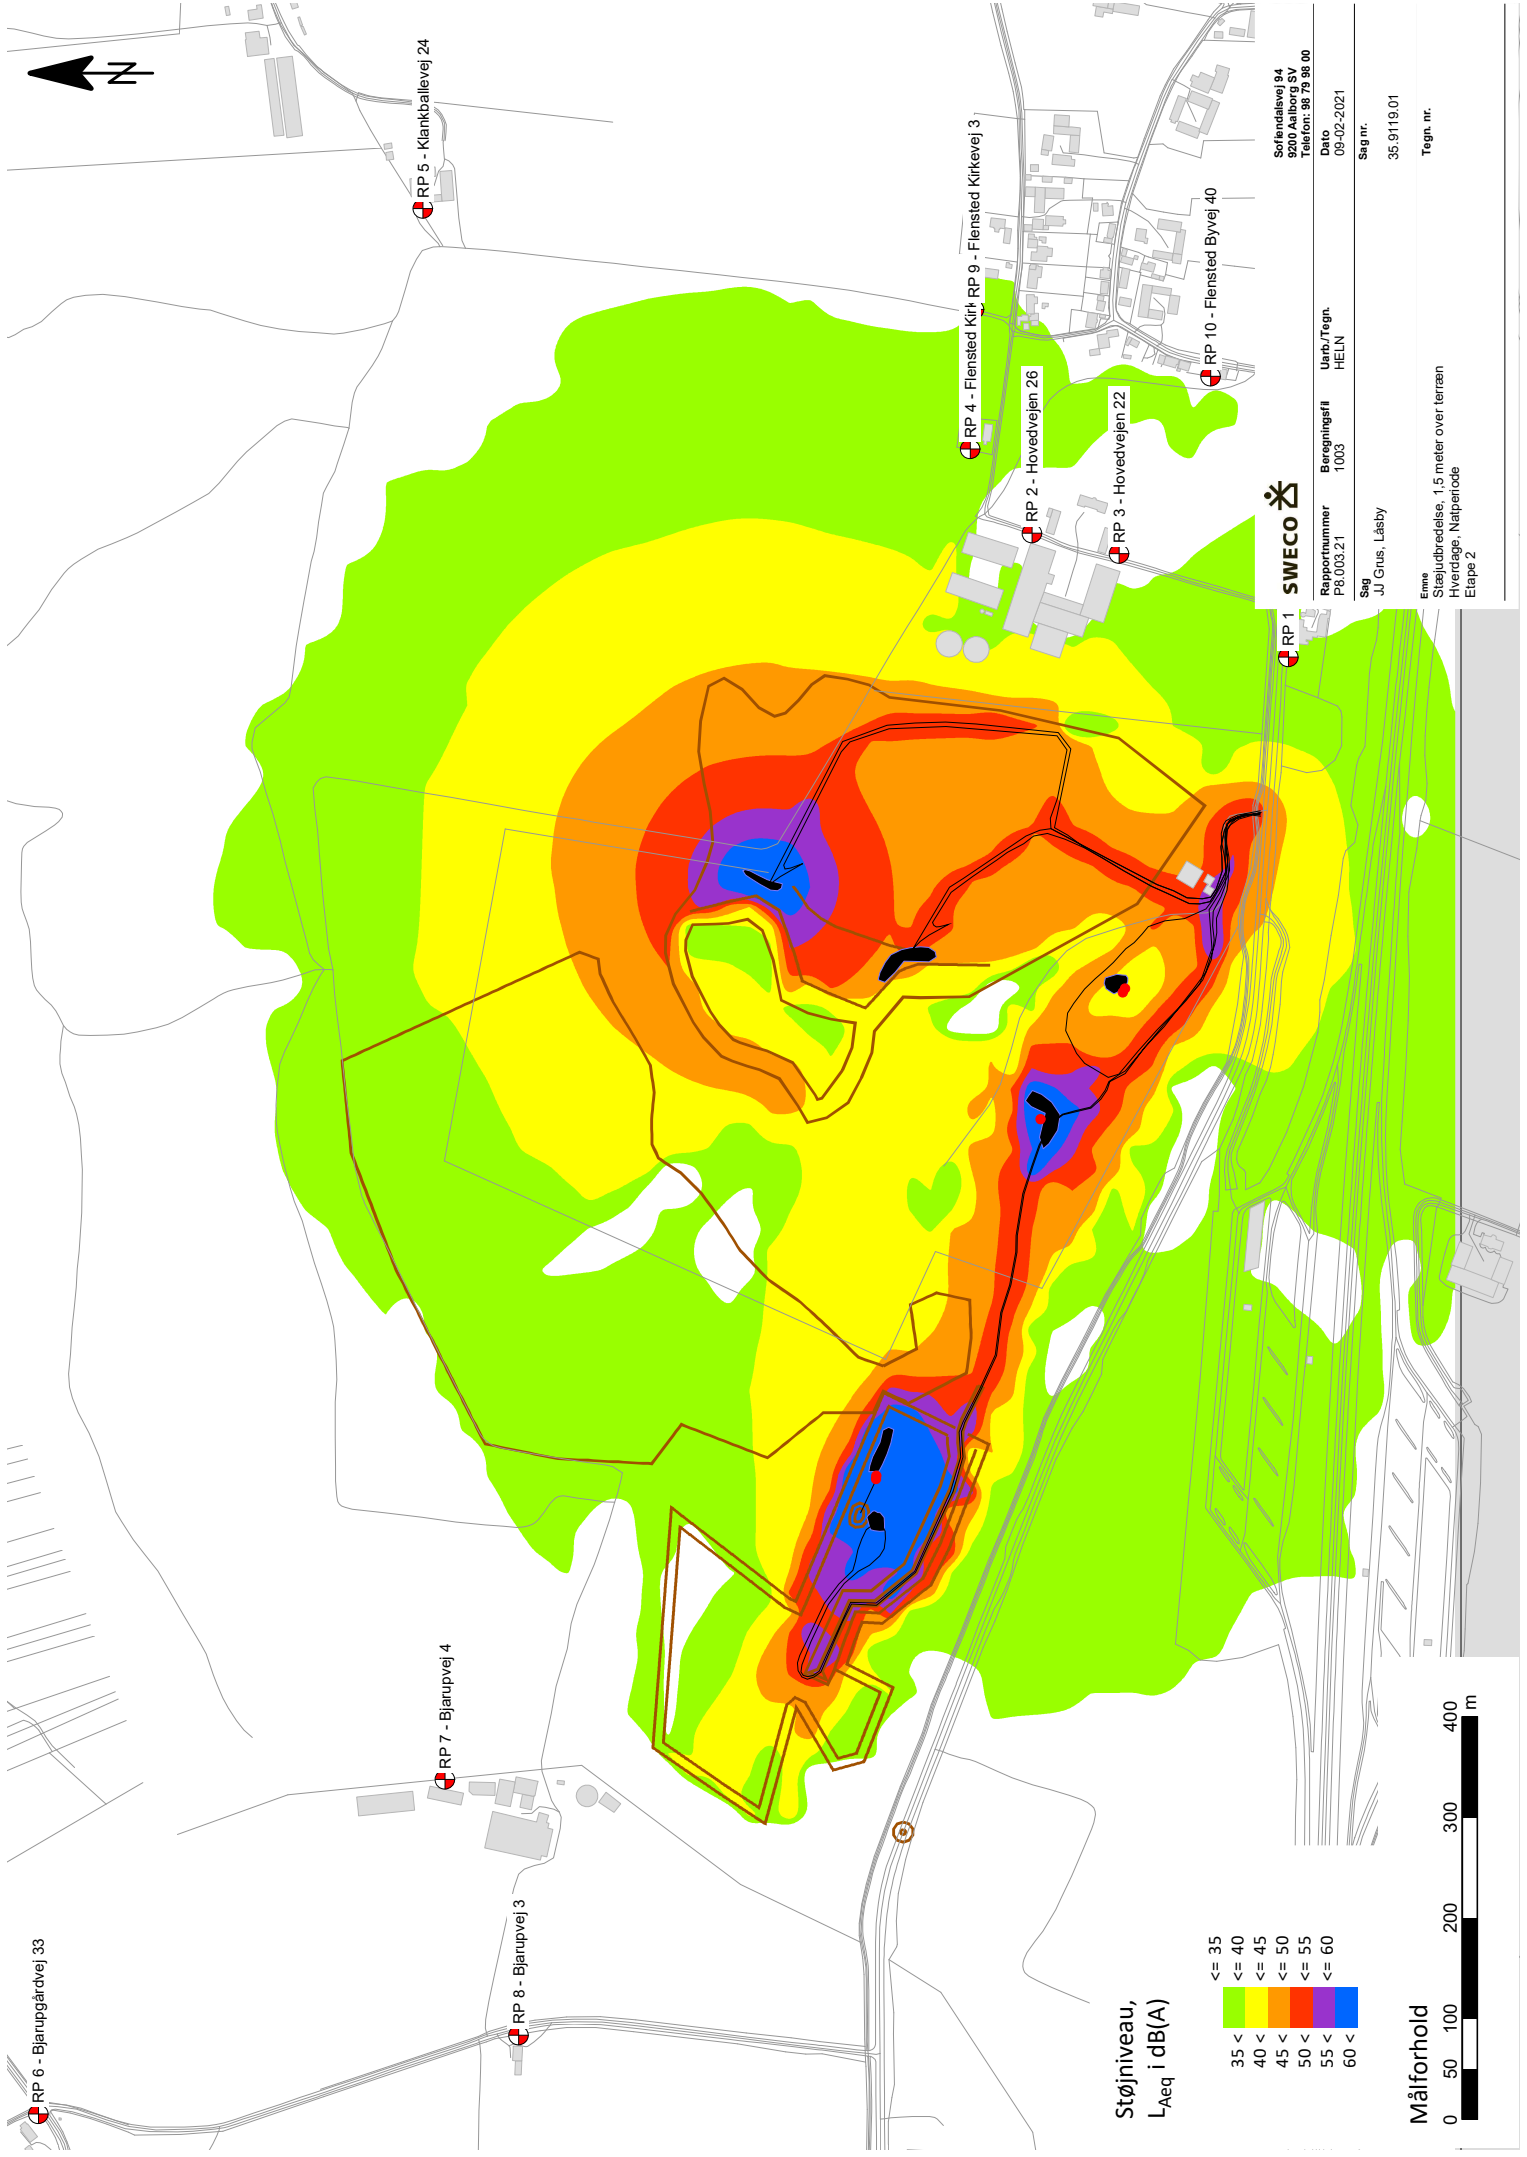 N
RP 6 - Bjarupgårdvej 33
RP 8 - Bjarupvej 3
RP 7 - Bjarupvej 4
RP 5 - Klankballevej 24
RP 4 - Flensted Kirk
RP 9 - Flensted Kirkevej 3
RP 2 - Hovedvejen 26
RP 3 - Hovedvejen 22
RP 10 - Flensted Byvej 40
RP 1
Støjniveau,
LAeq i dB(A)
<= 35
35 < <= 40
40 < <= 45
45 < <= 50
50 < <= 55
55 < <= 60
60 <
Målforhold
0 50 100 200 300 400
m
SWECO
Sofiendalsvej 94
9200 Aalborg SV
Telefon: 98 79 98 00
Rapportnummer Beregningsfil Uarb./Tegn. Dato
P8.003.21 1003 HELN 09-02-2021
Sag Sag nr.
JJ Grus, Låsby 35.9119.01
Emne Tegn. nr.
Støjudbredelse, 1,5 meter over terræn
Hverdage, Natperiode
Etape 2